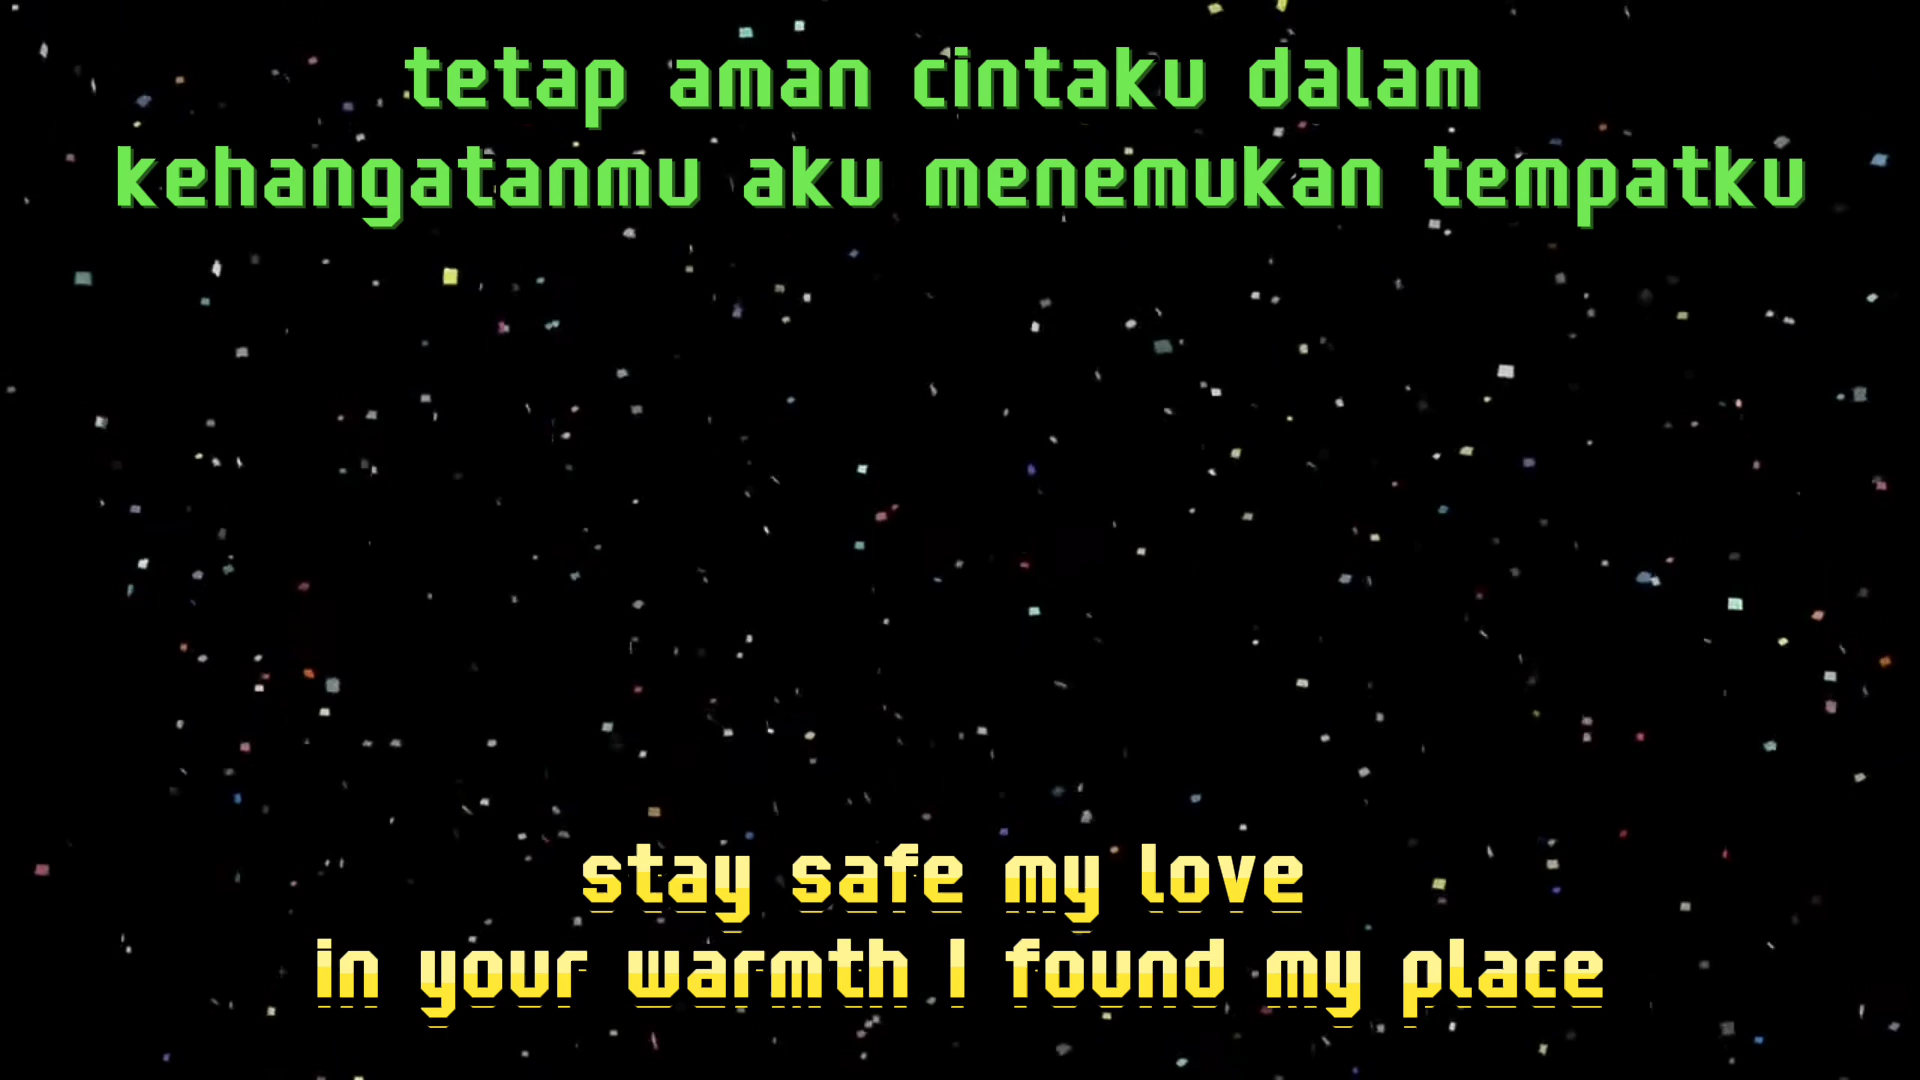 tetap aman cintaku dalam
kehangatanmu aku menemukan tempatku
stay safe my love
in your warmth I found my place